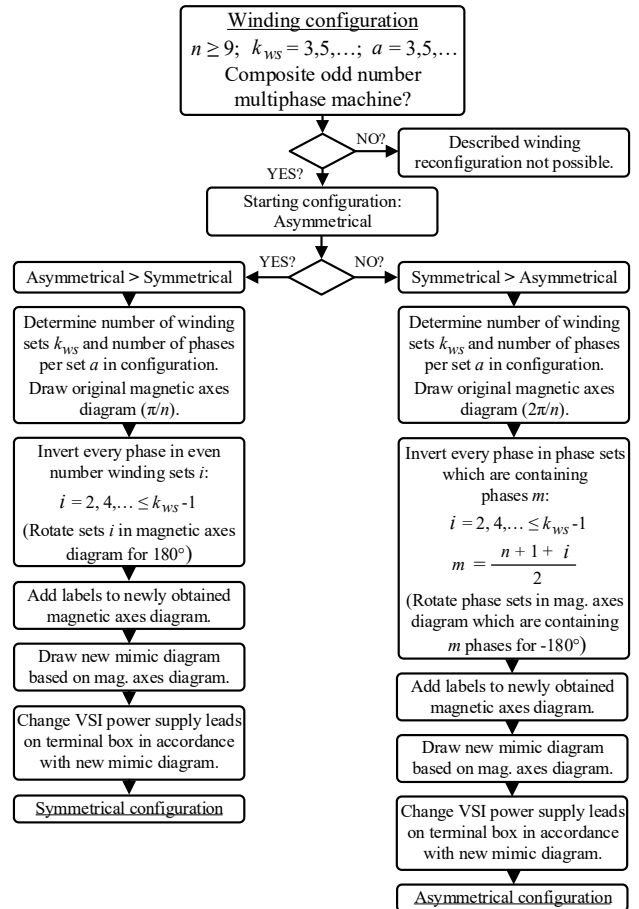 Winding configuration
n ≥ 9; k_ws = 3,5,…; a = 3,5,…
Composite odd number
multiphase machine?
NO?
Described winding
reconfiguration not possible.
YES?
Starting configuration:
Asymmetrical
YES?
NO?
Asymmetrical > Symmetrical
Determine number of winding
sets k_ws and number of phases
per set a in configuration.
Draw original magnetic axes
diagram (π/n).
Invert every phase in even
number winding sets i:
i = 2, 4,… ≤ k_ws -1
(Rotate sets i in magnetic axes
diagram for 180°)
Add labels to newly obtained
magnetic axes diagram.
Draw new mimic diagram
based on mag. axes diagram.
Change VSI power supply leads
on terminal box in accordance
with new mimic diagram.
Symmetrical configuration
Symmetrical > Asymmetrical
Determine number of winding
sets k_ws and number of phases
per set a in configuration.
Draw original magnetic axes
diagram (2π/n).
Invert every phase in phase sets
which are containing
phases m:
i = 2, 4,… ≤ k_ws -1
m = (n + 1 + i)/2
(Rotate phase sets in mag. axes
diagram which are containing
m phases for -180°)
Add labels to newly obtained
magnetic axes diagram.
Draw new mimic diagram
based on mag. axes diagram.
Change VSI power supply leads
on terminal box in accordance
with new mimic diagram.
Asymmetrical configuration